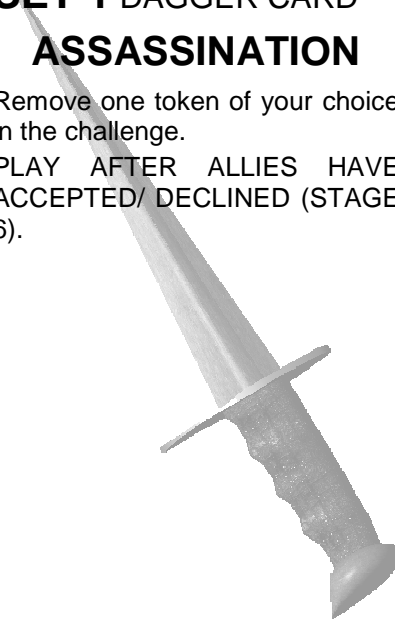 SET 1 DAGGER CARD
ASSASSINATION
Remove one token of your choice
in the challenge.
PLAY AFTER ALLIES HAVE
ACCEPTED/ DECLINED (STAGE
6).